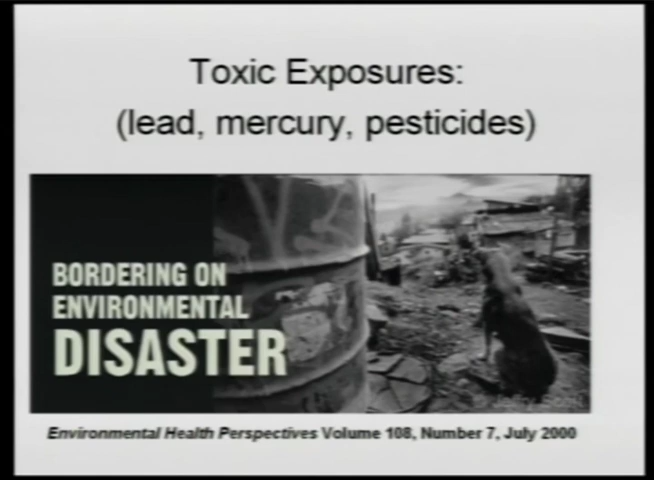 Toxic Exposures:
(lead, mercury, pesticides)
BORDERING ON
ENVIRONMENTAL
DISASTER
Environmental Health Perspectives Volume 108, Number 7, July 2000